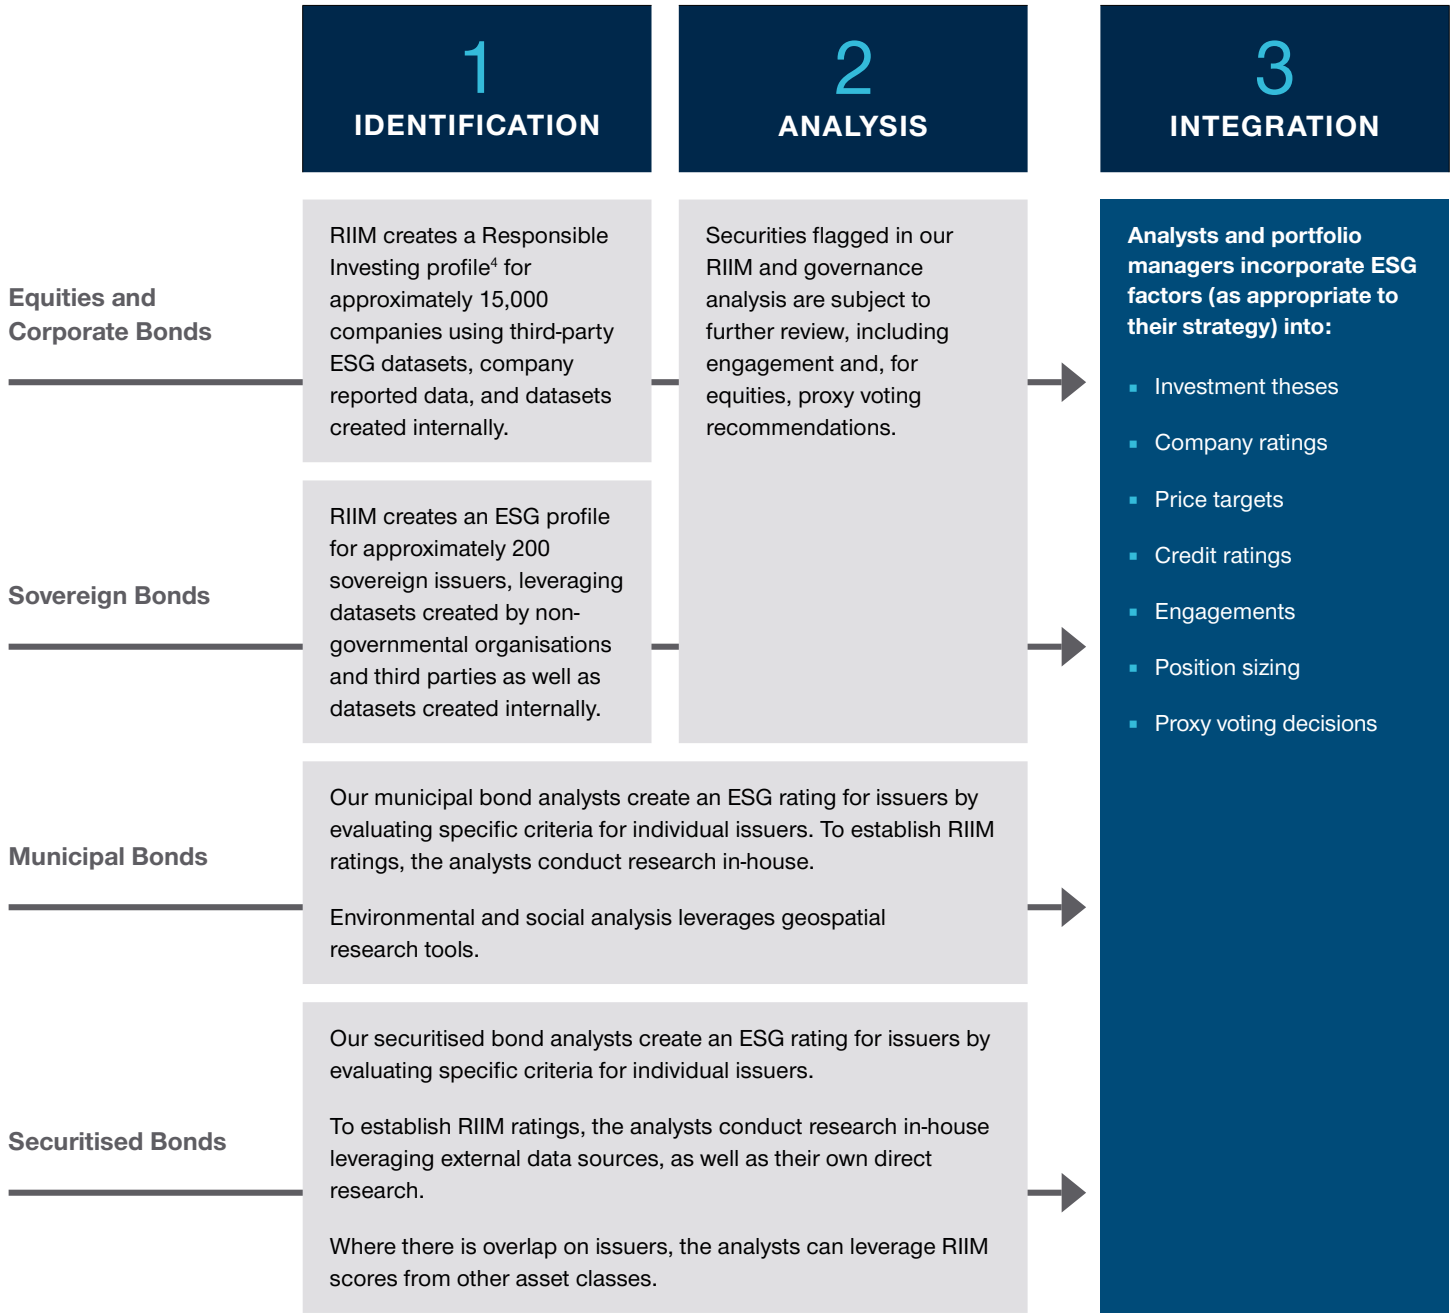 1
IDENTIFICATION
2
ANALYSIS
3
INTEGRATION
Equities and
Corporate Bonds
RIIM creates a Responsible
Investing profile⁴ for
approximately 15,000
companies using third-party
ESG datasets, company
reported data, and datasets
created internally.
Securities flagged in our
RIIM and governance
analysis are subject to
further review, including
engagement and, for
equities, proxy voting
recommendations.
Sovereign Bonds
RIIM creates an ESG profile
for approximately 200
sovereign issuers, leveraging
datasets created by non-
governmental organisations
and third parties as well as
datasets created internally.
Municipal Bonds
Our municipal bond analysts create an ESG rating for issuers by
evaluating specific criteria for individual issuers. To establish RIIM
ratings, the analysts conduct research in-house.
Environmental and social analysis leverages geospatial
research tools.
Securitised Bonds
Our securitised bond analysts create an ESG rating for issuers by
evaluating specific criteria for individual issuers.
To establish RIIM ratings, the analysts conduct research in-house
leveraging external data sources, as well as their own direct
research.
Where there is overlap on issuers, the analysts can leverage RIIM
scores from other asset classes.
Analysts and portfolio
managers incorporate ESG
factors (as appropriate to
their strategy) into:
▪ Investment theses
▪ Company ratings
▪ Price targets
▪ Credit ratings
▪ Engagements
▪ Position sizing
▪ Proxy voting decisions